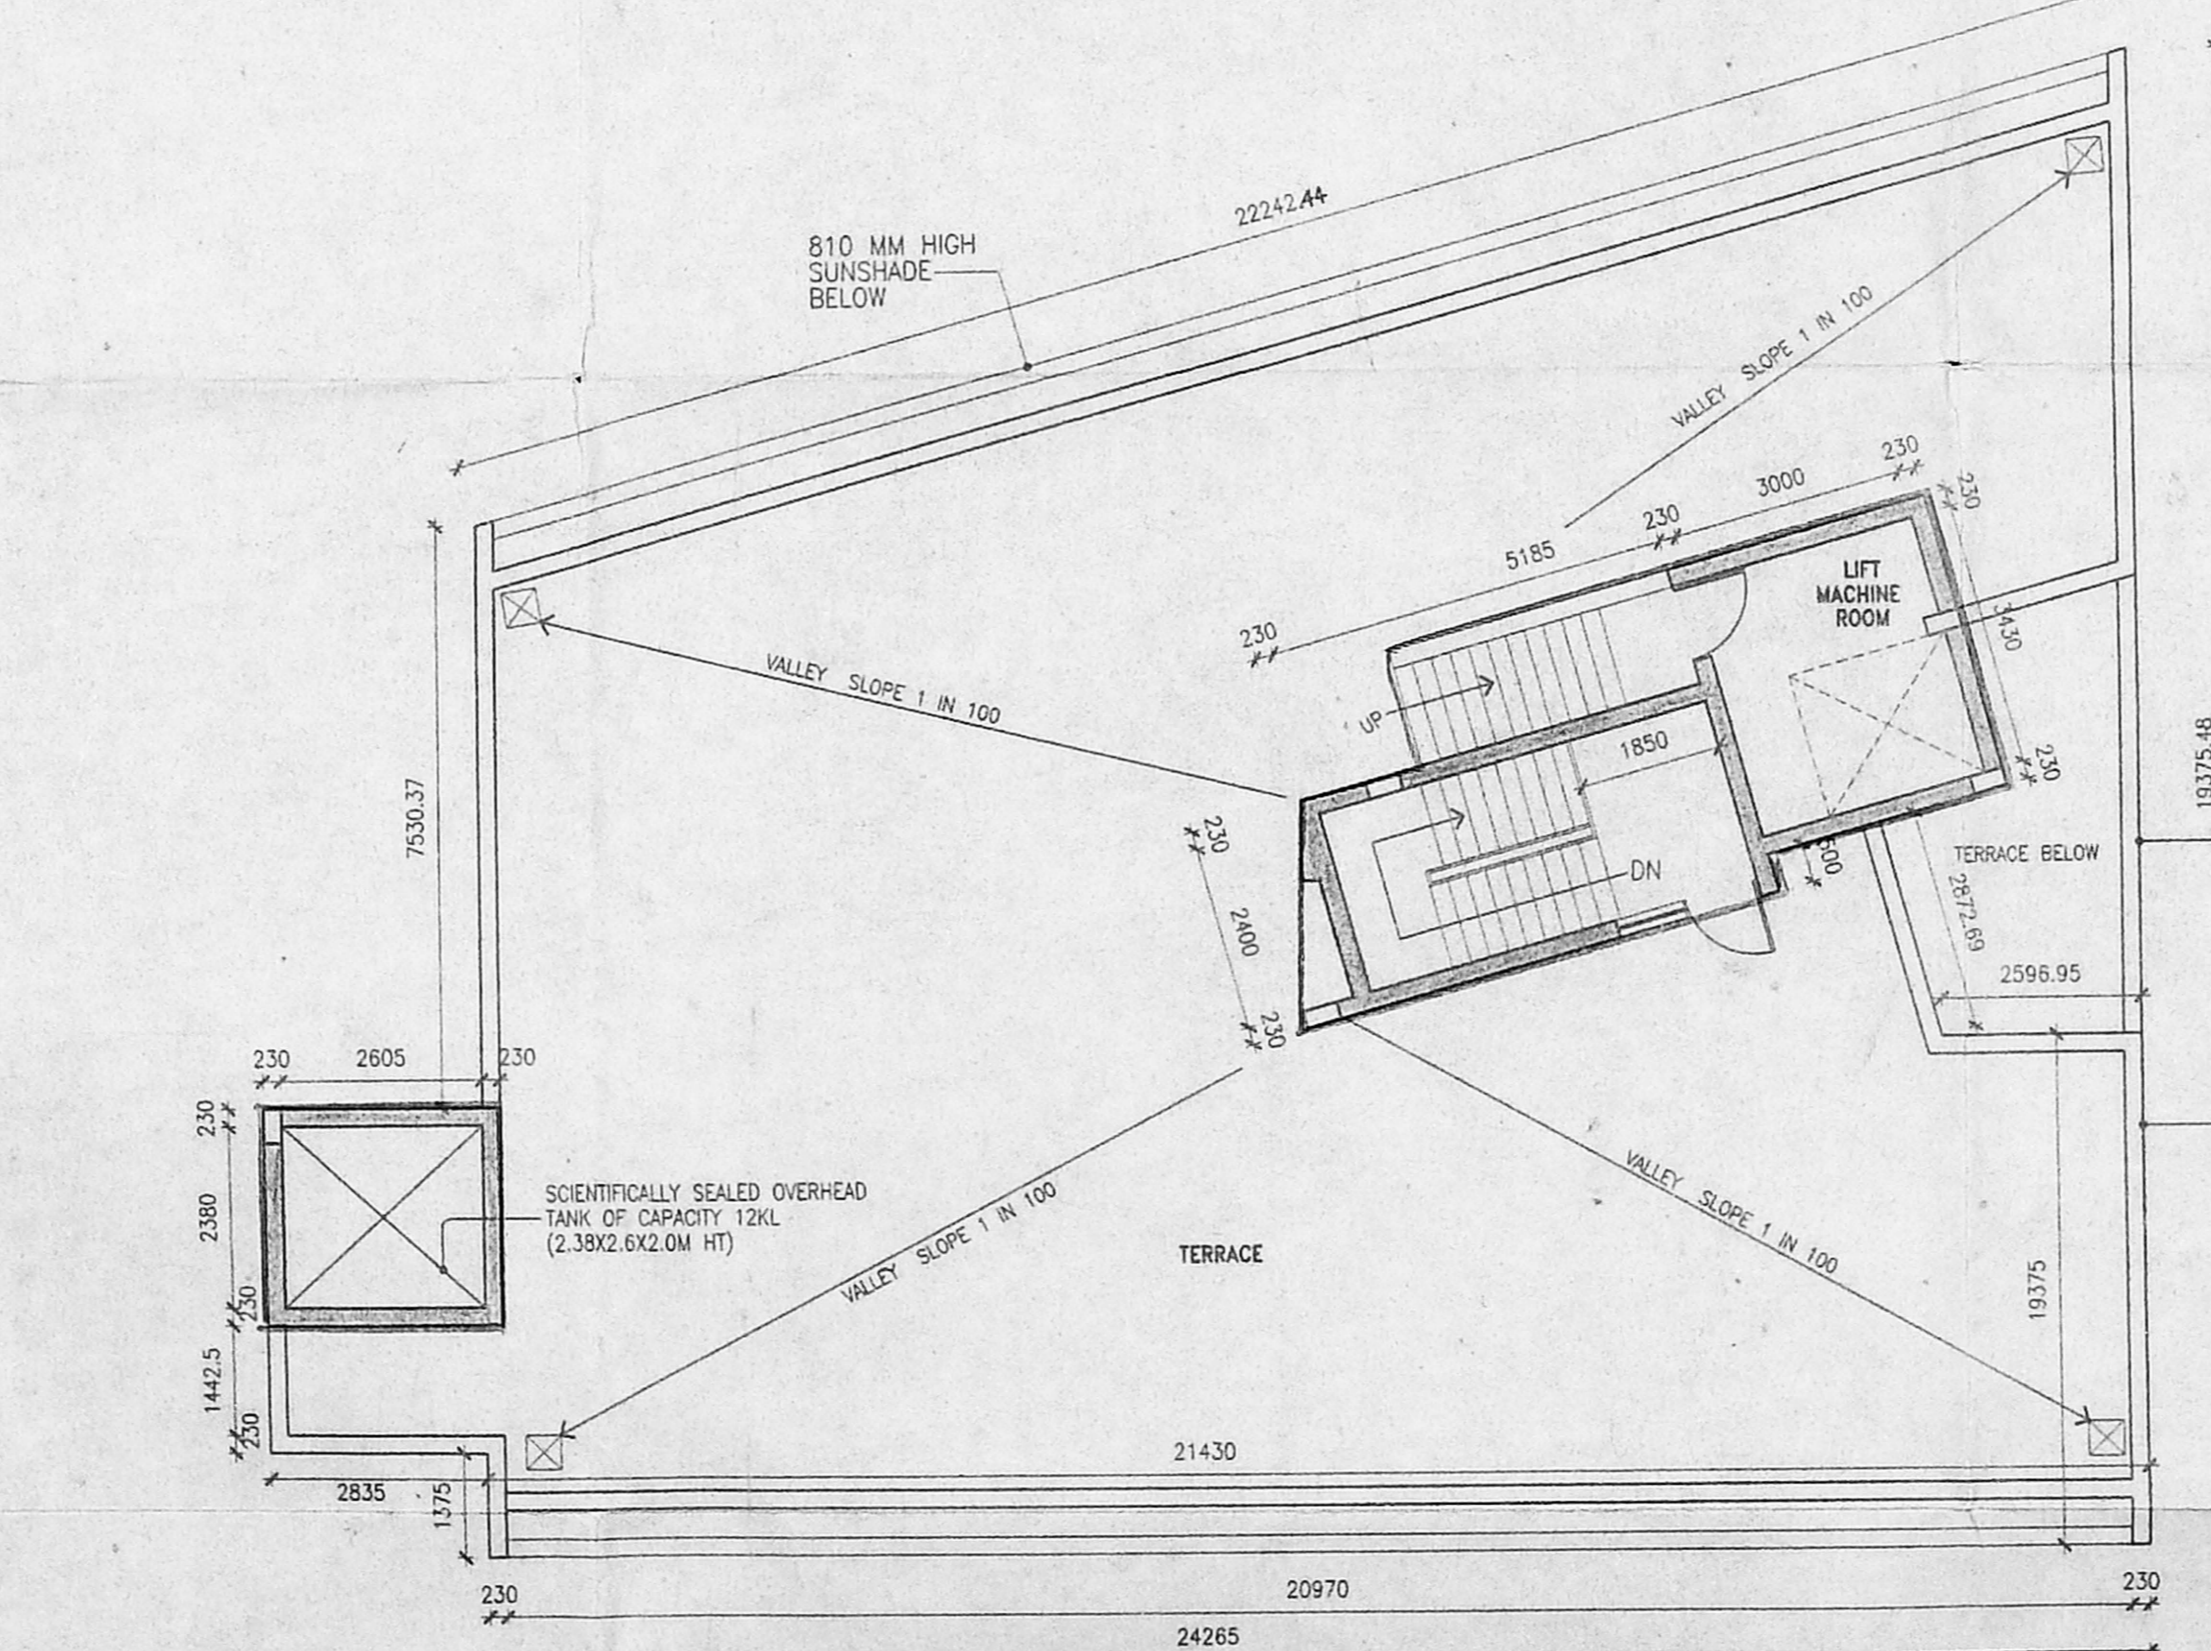 22242.44
810 MM HIGH
SUNSHADE
BELOW
VALLEY SLOPE 1 IN 100
230
3000
230
230
5185
230
LIFT
MACHINE
ROOM
3430
230
VALLEY SLOPE 1 IN 100
UP
1850
19375.48
7530.37
230
DN
TERRACE BELOW
2400
2872.69
2596.95
230
230
2605
230
230
2380
SCIENTIFICALLY SEALED OVERHEAD
TANK OF CAPACITY 12KL
(2.38X2.6X2.0M HT)
VALLEY SLOPE 1 IN 100
TERRACE
VALLEY SLOPE 1 IN 100
19375
230
1442.5
230
21430
2835
1375
230
20970
230
24265